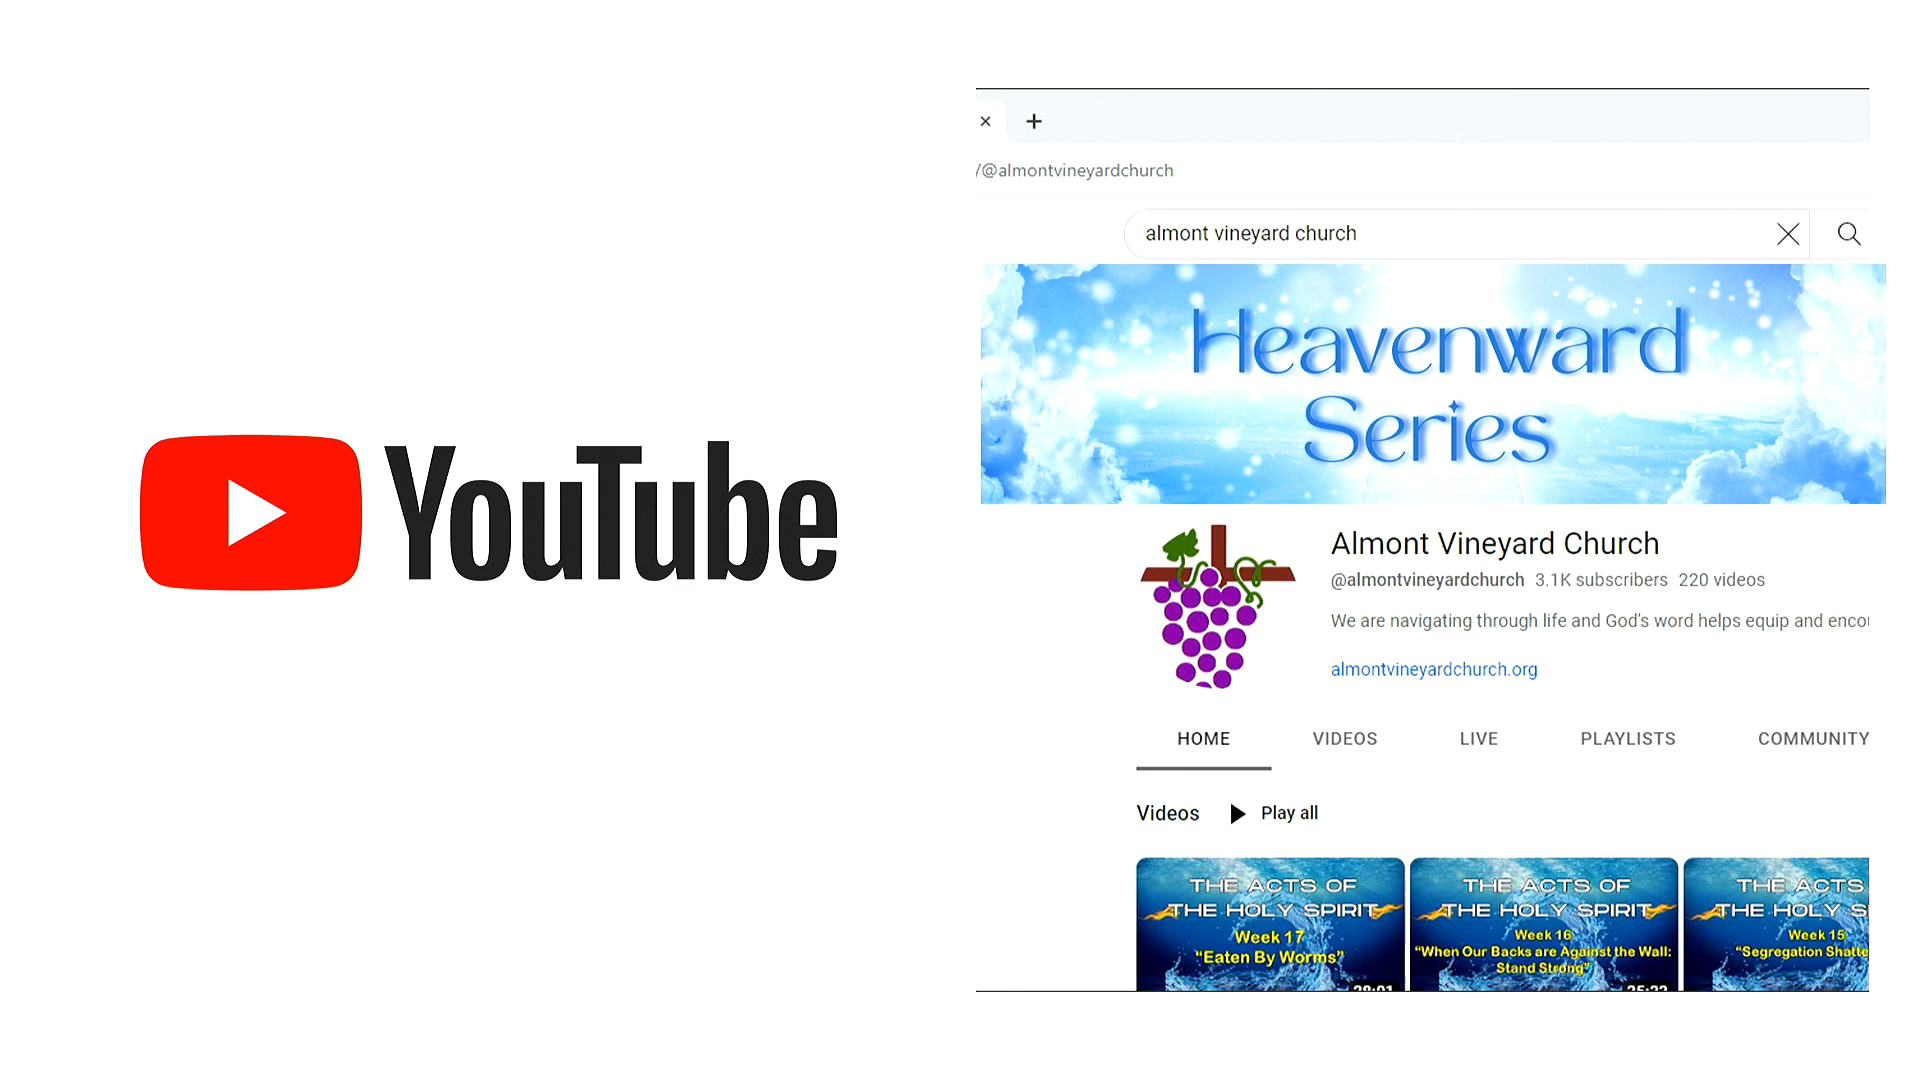 YouTube
/@almontvineyardchurch
almont vineyard church
Heavenward
Series
Almont Vineyard Church
@almontvineyardchurch 3.1K subscribers 220 videos
We are navigating through life and God's word helps equip and enco
almontvineyardchurch.org
HOME VIDEOS LIVE PLAYLISTS COMMUNITY
Videos Play all
THE ACTS OF
THE HOLY SPIRIT
Week 17
“Eaten By Worms”
28:01
THE ACTS OF
THE HOLY SPIRIT
Week 16
“When Our Backs are Against the Wall:
Stand Strong”
THE ACTS
THE HOLY S
Week 15
“Segregation Shatte